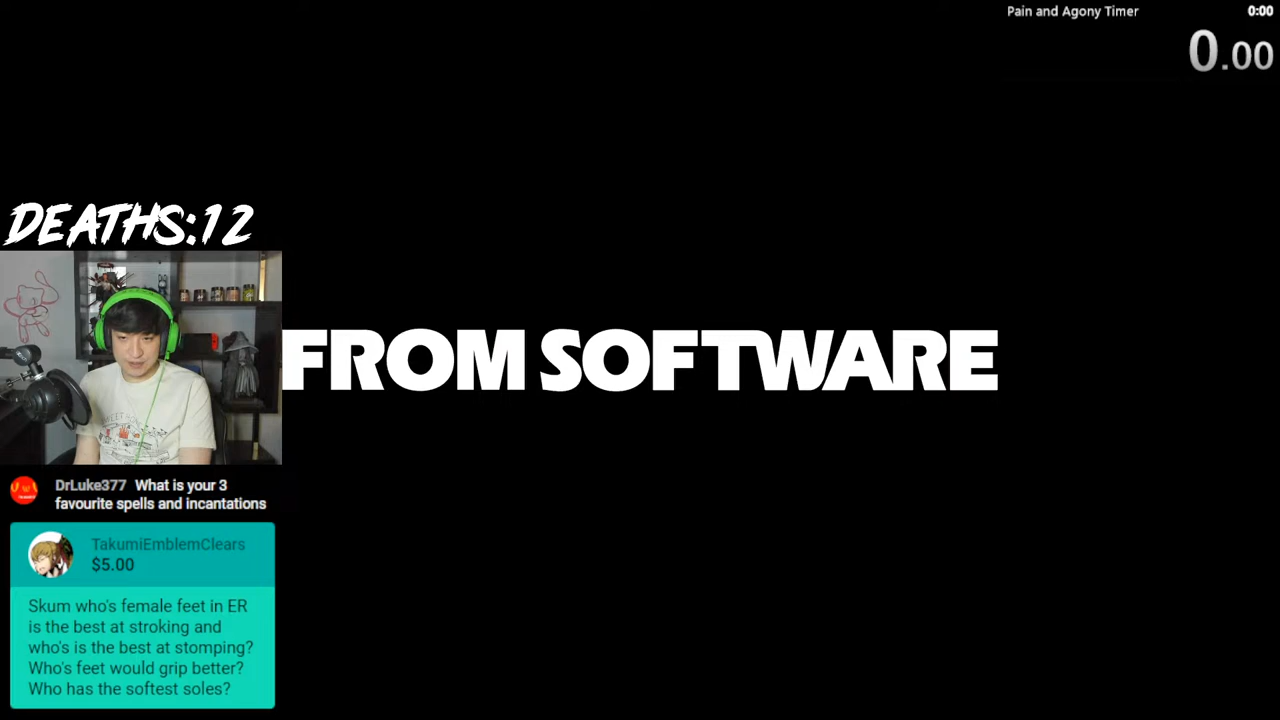 Pain and Agony Timer 0:00
0.00
DEATHS:12
FROM SOFTWARE
DrLuke377 What is your 3
favourite spells and incantations
TakumiEmblemClears
$5.00
Skum who's female feet in ER
is the best at stroking and
who's is the best at stomping?
Who's feet would grip better?
Who has the softest soles?